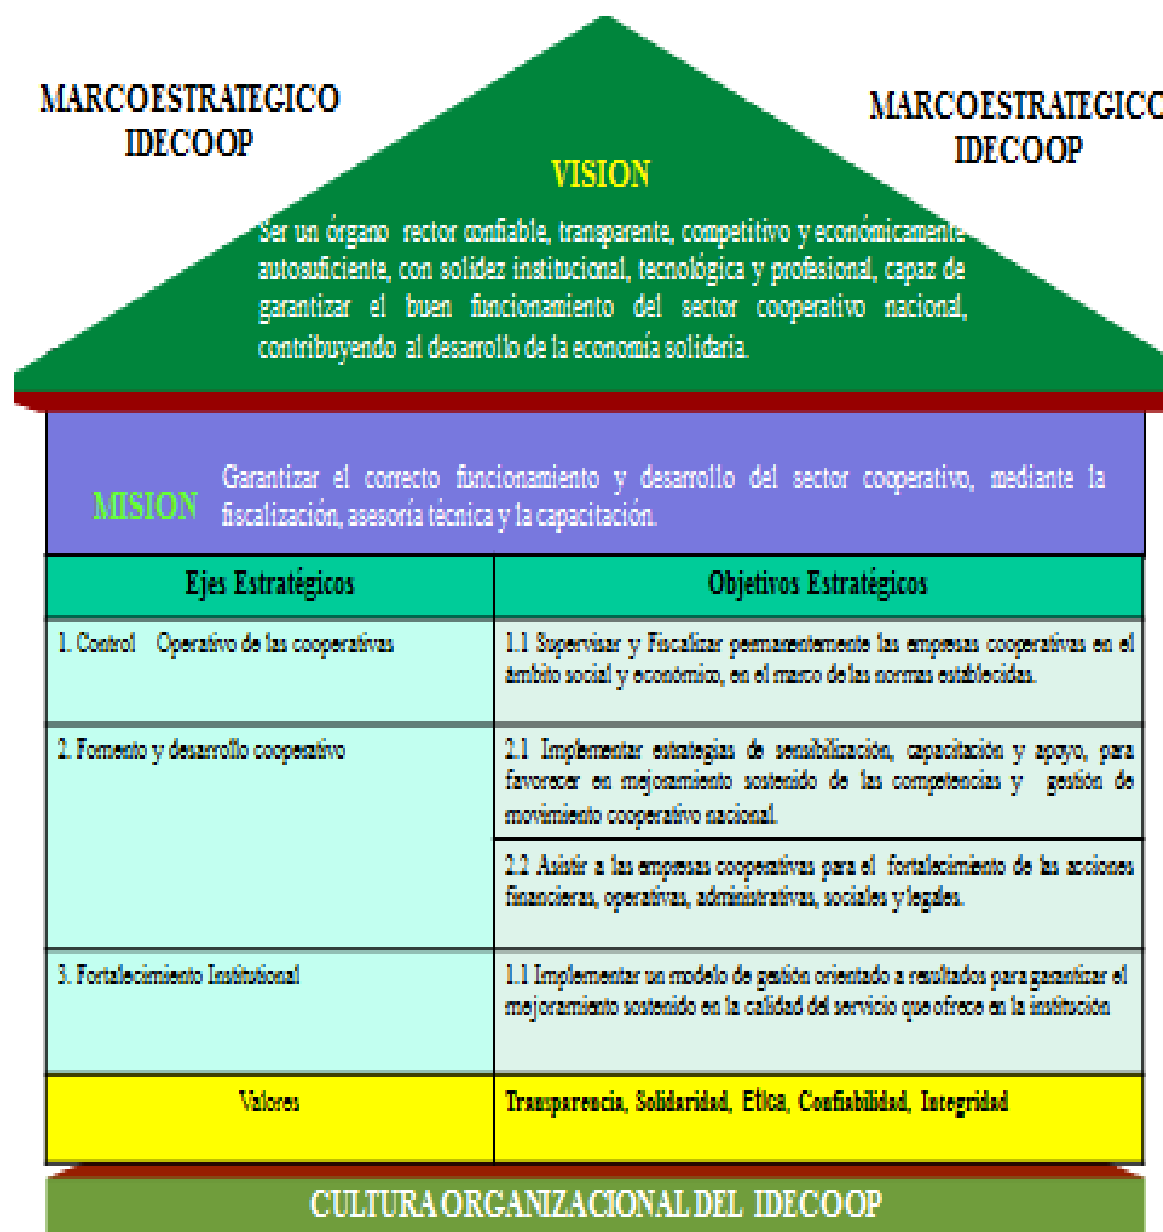 MARCO ESTRATEGICO
IDECOOP
MARCO ESTRATEGICO
IDECOOP
VISION
Ser un órgano rector confiable, transparente, competitivo y económicamente
autosuficiente, con solidez institucional, tecnológica y profesional, capaz de
garantizar el buen funcionamiento del sector cooperativo nacional,
contribuyendo al desarrollo de la economía solidaria.
MISION
Garantizar el correcto funcionamiento y desarrollo del sector cooperativo, mediante la
fiscalización, asesoría técnica y la capacitación.
Ejes Estratégicos
Objetivos Estratégicos
1. Control Operativo de las cooperativas
1.1 Supervisar y Fiscalizar permanentemente las empresas cooperativas en el
ámbito social y económico, en el marco de las normas establecidas.
2. Fomento y desarrollo cooperativo
2.1 Implementar estrategias de sensibilización, capacitación y apoyo, para
favorecer en mejoramiento sostenido de las competencias y gestión de
movimiento cooperativo nacional.
2.2 Asistir a las empresas cooperativas para el fortalecimiento de las acciones
financieras, operativas, administrativas, sociales y legales.
3. Fortalecimiento Institutional
1.1 Implementar un modelo de gestión orientado a resultados para garantizar el
mejoramiento sostenido en la calidad del servicio que ofrece en la institución
Valores
Transparencia, Solidaridad, Etica, Confiabilidad, Integridad
CULTURA ORGANIZACIONAL DEL IDECOOP